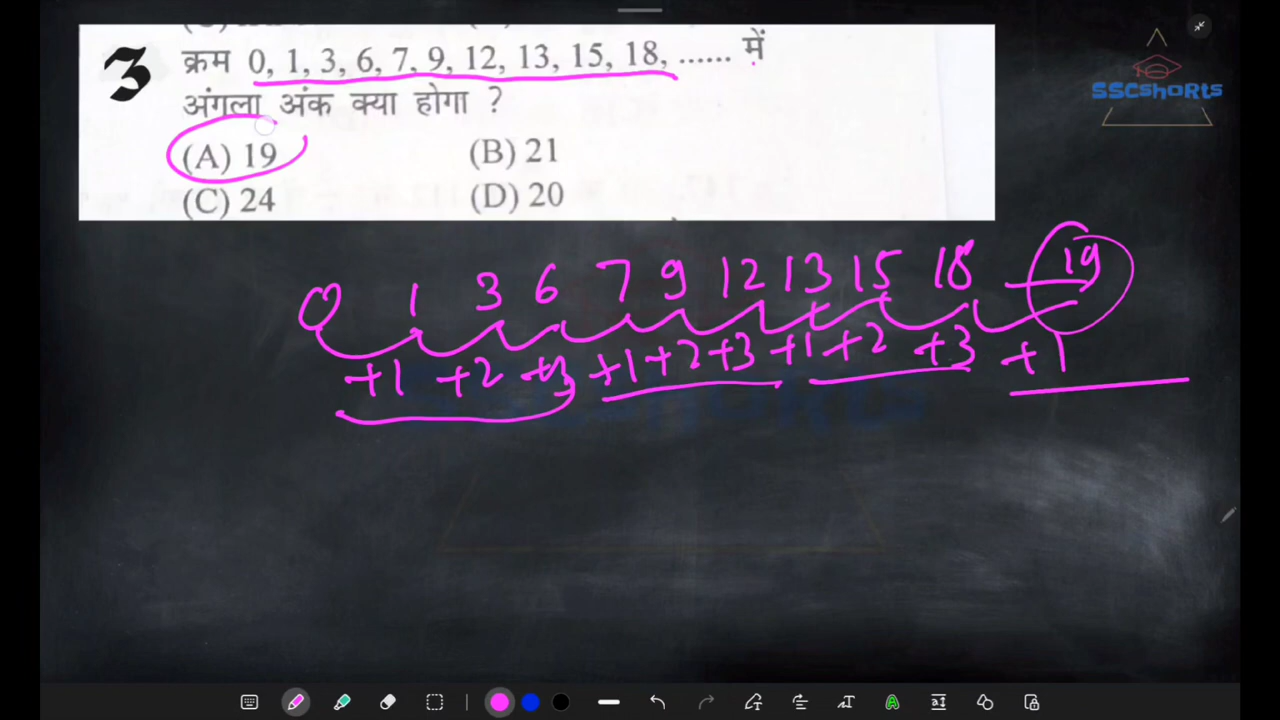 3
क्रम 0, 1, 3, 6, 7, 9, 12, 13, 15, 18, ...... में
अंगला अंक क्या होगा ?
(A) 19 (B) 21
(C) 24 (D) 20
SSCshoRts
0 1 3 6 7 9 12 13 15 18 19
+1 +2 +3 +1 +2 +3 +1 +2 +3 +1